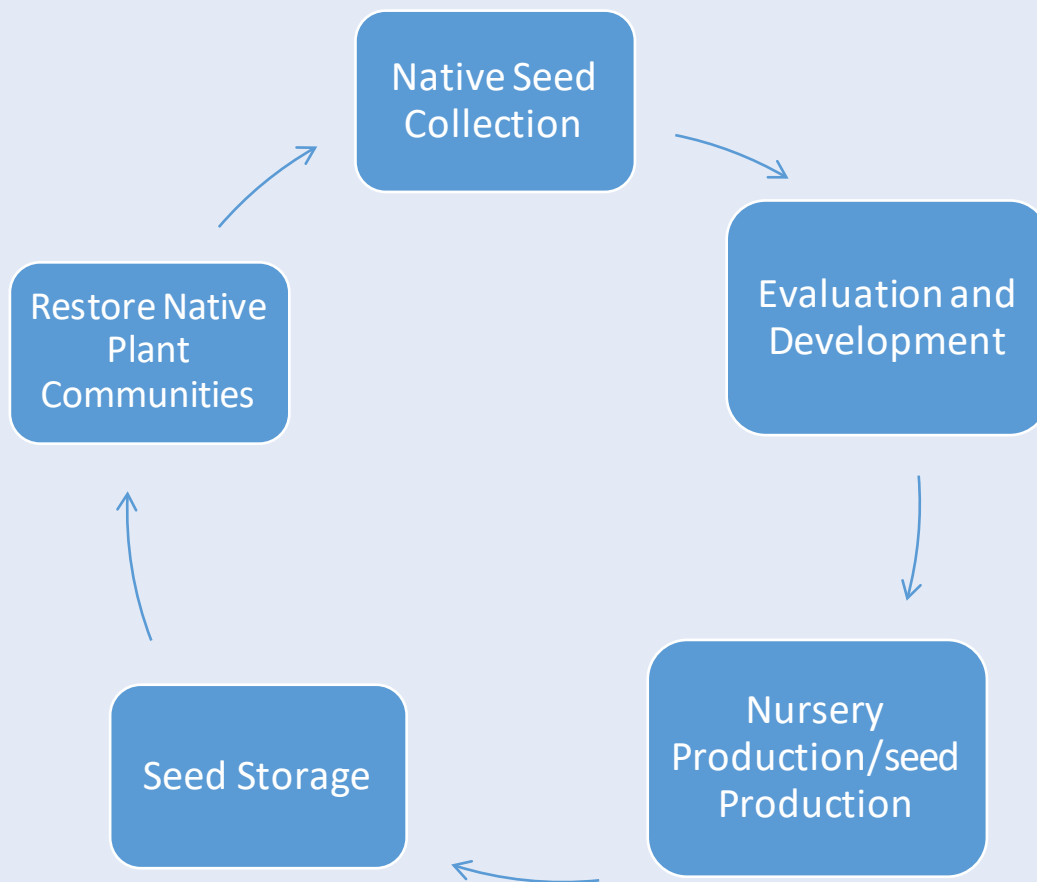 Native Seed
Collection
Evaluation and
Development
Nursery
Production/seed
Production
Seed Storage
Restore Native
Plant
Communities